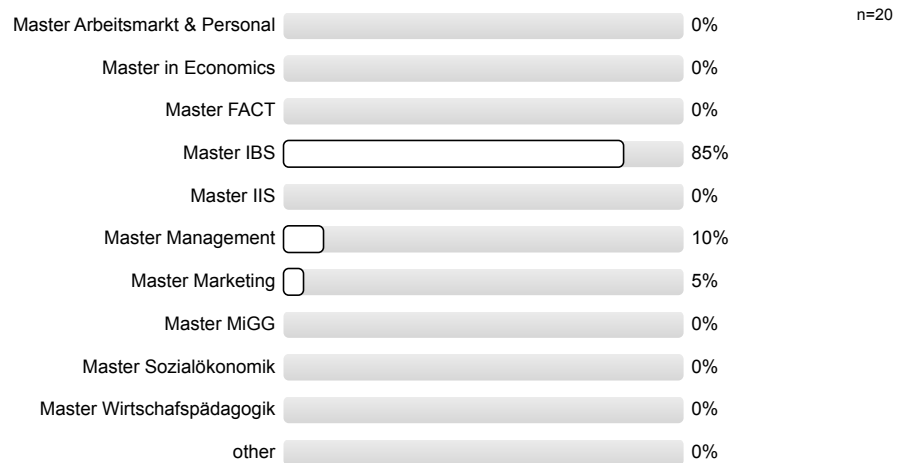 n=20
Master Arbeitsmarkt & Personal 0%
Master in Economics 0%
Master FACT 0%
Master IBS 85%
Master IIS 0%
Master Management 10%
Master Marketing 5%
Master MiGG 0%
Master Sozialökonomik 0%
Master Wirtschafspädagogik 0%
other 0%